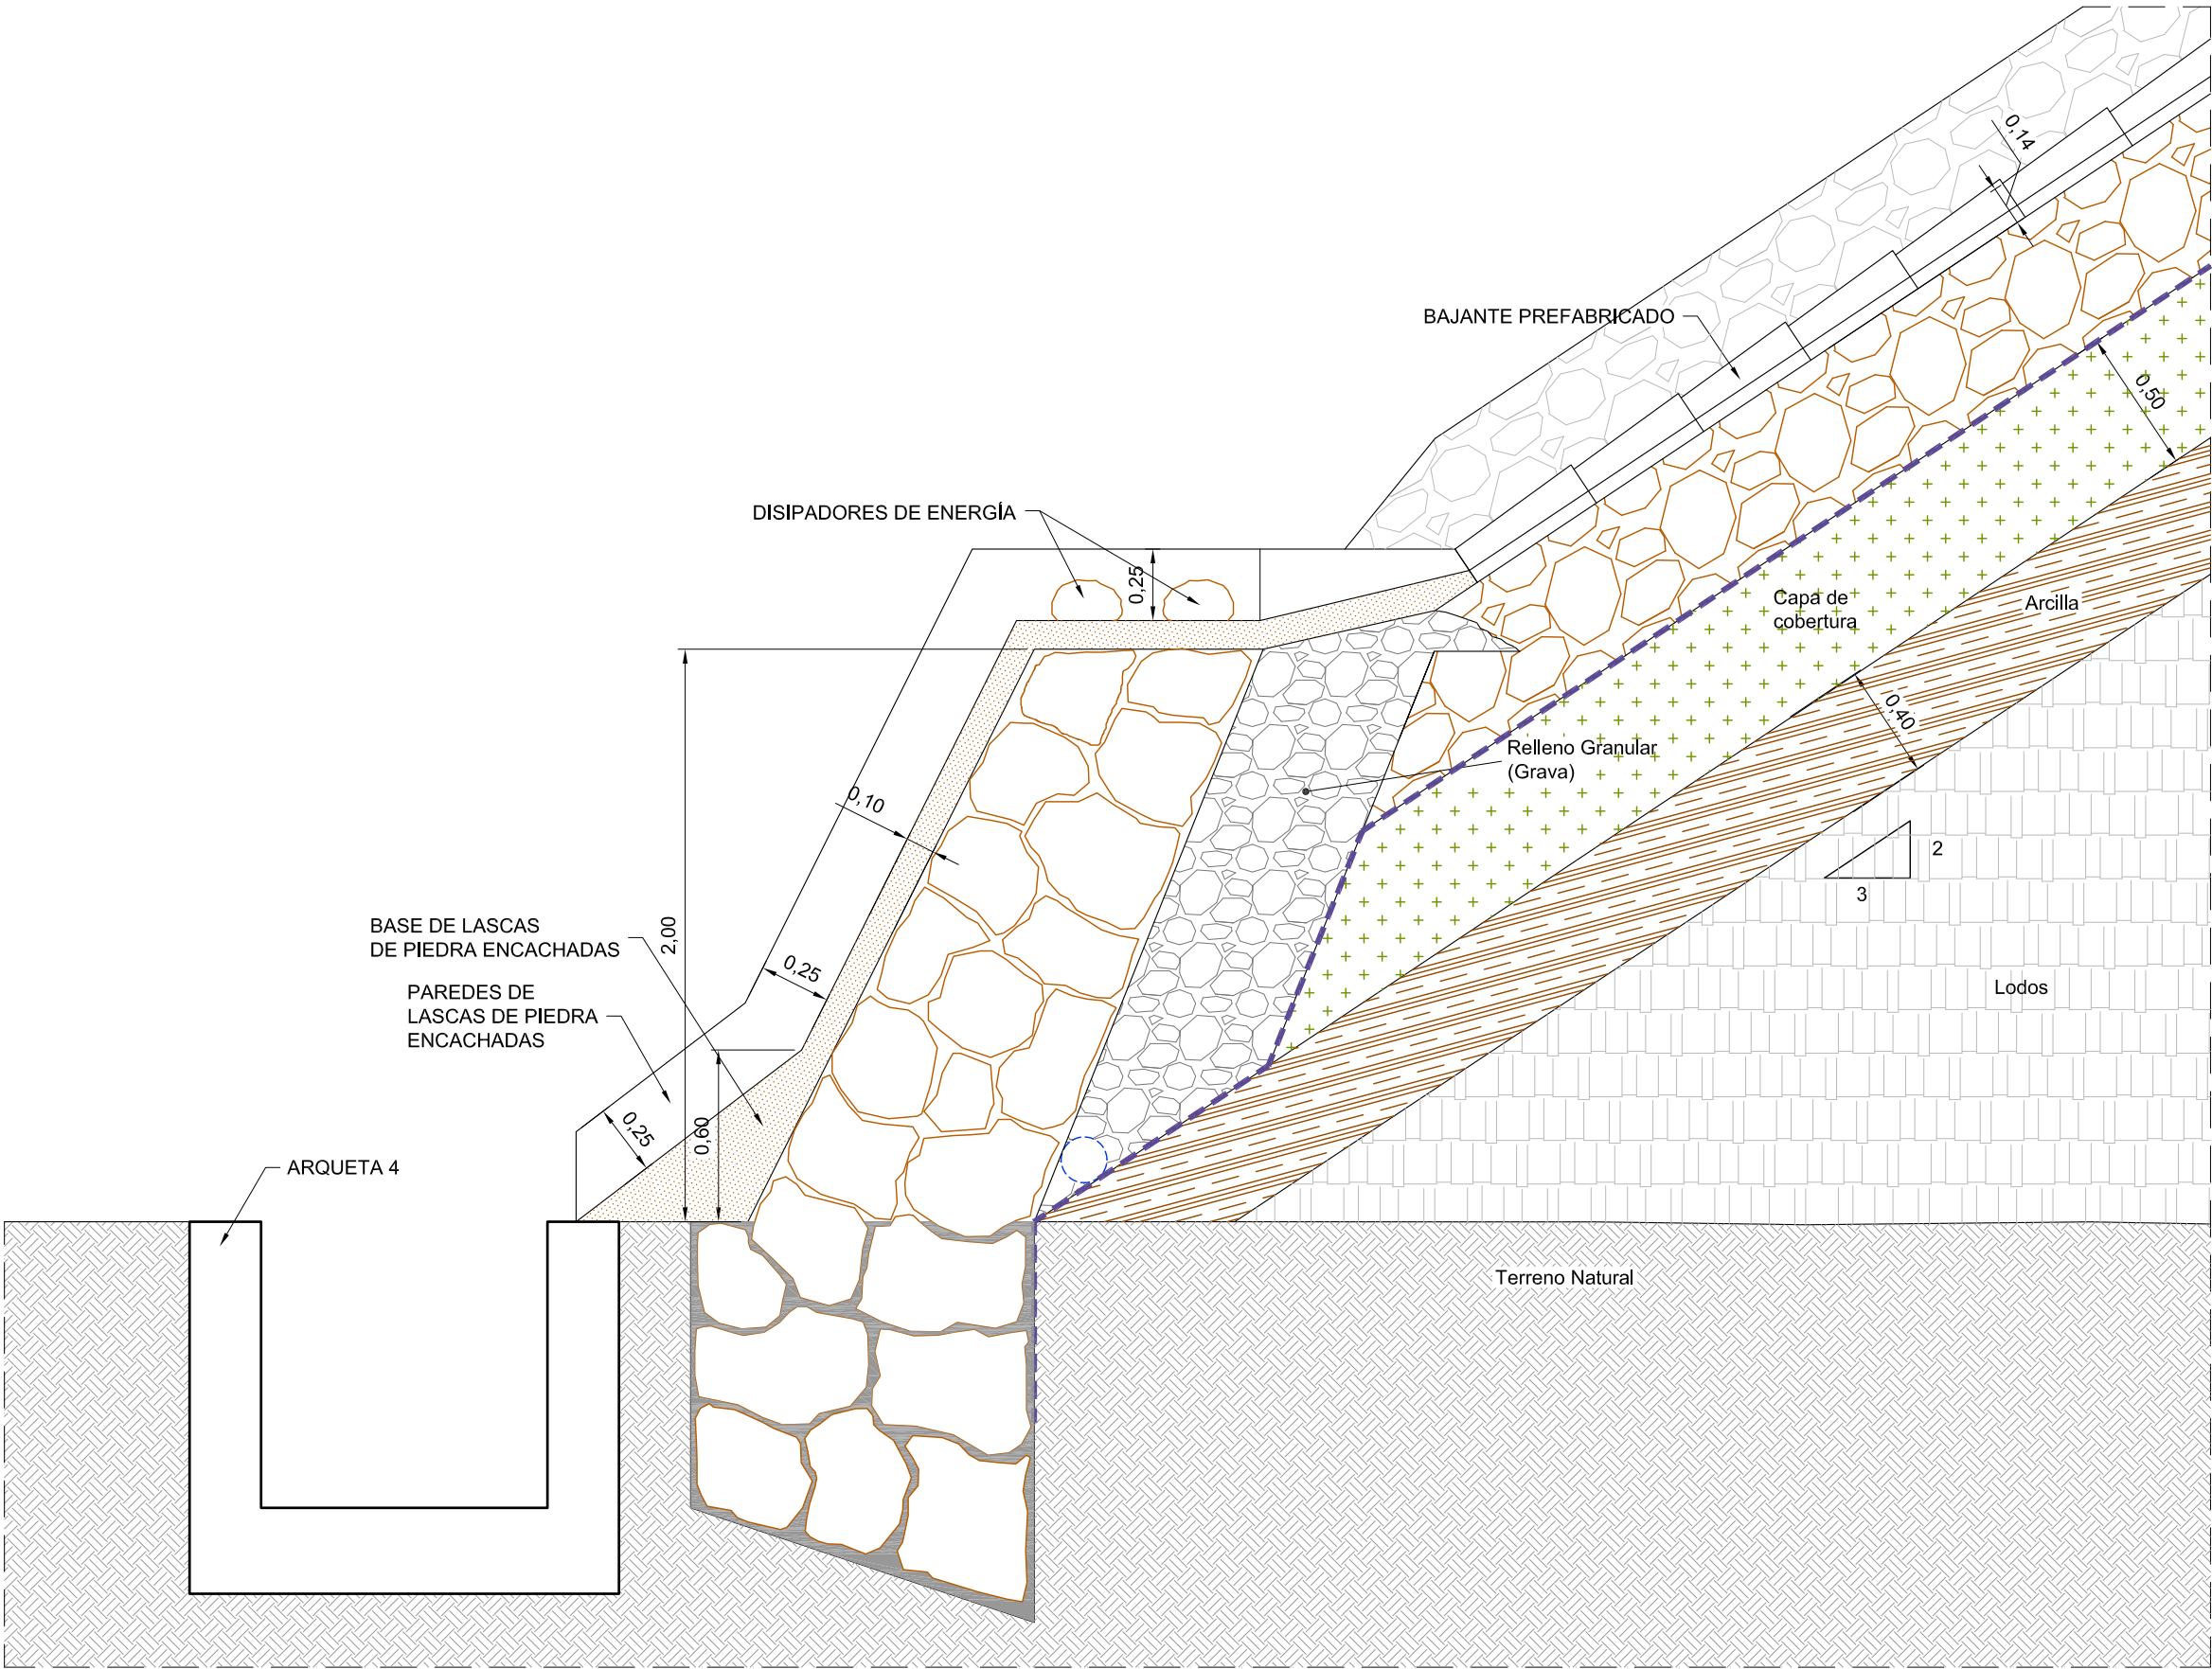 0,14
BAJANTE PREFABRICADO
0,50
DISIPADORES DE ENERGÍA
0,25
Capa de
cobertura
Arcilla
0,40
Relleno Granular
(Grava)
0,10
2
3
BASE DE LASCAS
DE PIEDRA ENCACHADAS
2,00
0,25
PAREDES DE
LASCAS DE PIEDRA
ENCACHADAS
Lodos
0,25
0,60
ARQUETA 4
Terreno Natural